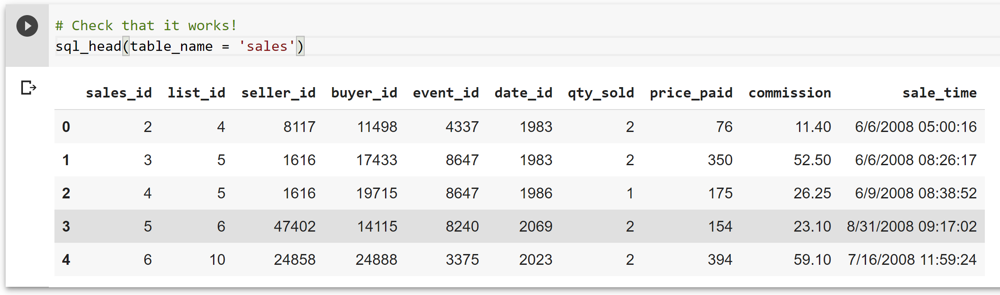 # Check that it works!
sql_head(table_name = 'sales')
sales_id list_id seller_id buyer_id event_id date_id qty_sold price_paid commission sale_time
0 2 4 8117 11498 4337 1983 2 76 11.40 6/6/2008 05:00:16
1 3 5 1616 17433 8647 1983 2 350 52.50 6/6/2008 08:26:17
2 4 5 1616 19715 8647 1986 1 175 26.25 6/9/2008 08:38:52
3 5 6 47402 14115 8240 2069 2 154 23.10 8/31/2008 09:17:02
4 6 10 24858 24888 3375 2023 2 394 59.10 7/16/2008 11:59:24